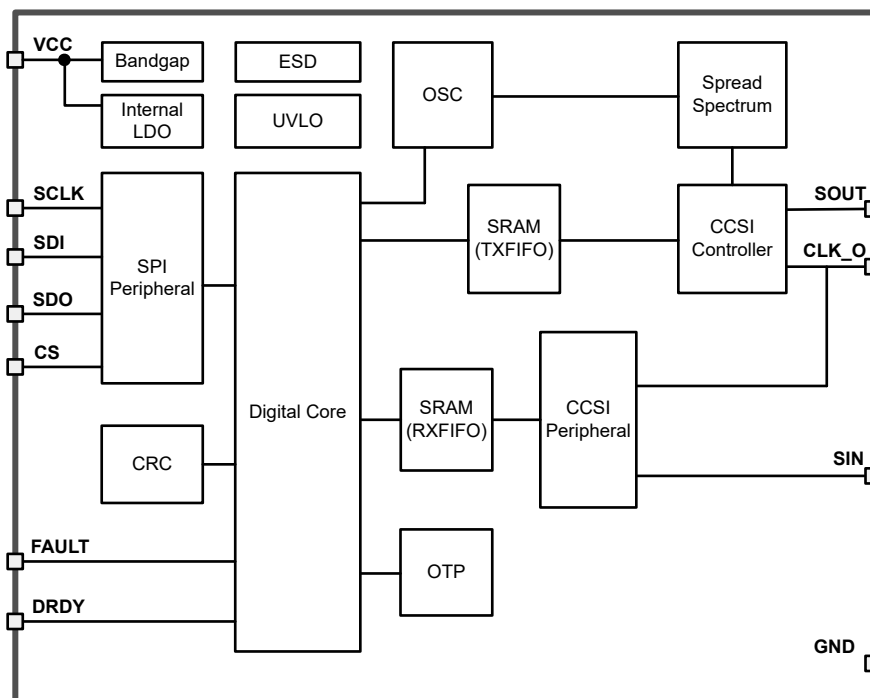 VCC
Bandgap
ESD
OSC
Spread
Spectrum
Internal
LDO
UVLO
SCLK
SDI
SDO
CS
SPI
Peripheral
SRAM
(TXFIFO)
CCSI
Controller
SOUT
CLK_O
Digital Core
SRAM
(RXFIFO)
CCSI
Peripheral
CRC
SIN
FAULT
OTP
DRDY
GND